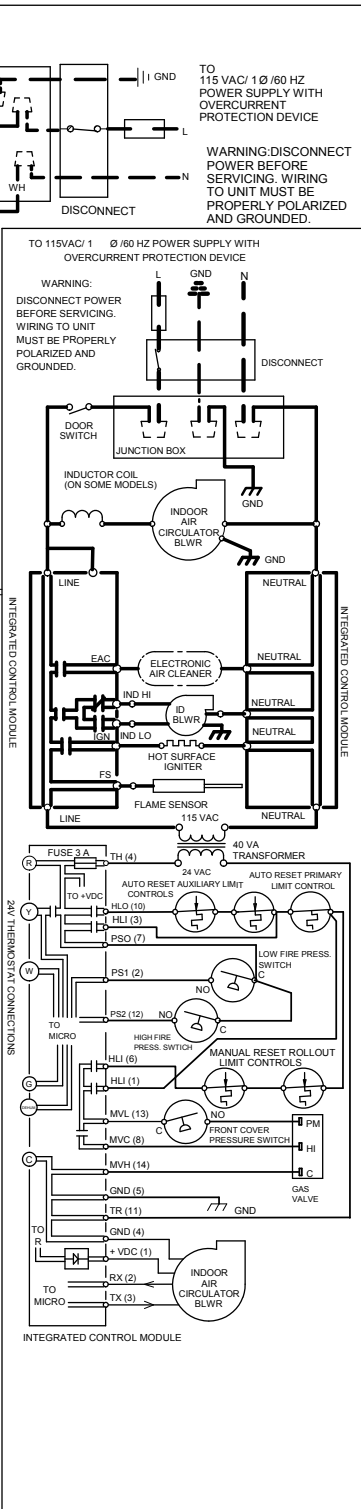 GND
TO
115 VAC/ 1Ø /60 HZ
POWER SUPPLY WITH
OVERCURRENT
PROTECTION DEVICE
L
WARNING:DISCONNECT
POWER BEFORE
SERVICING. WIRING
TO UNIT MUST BE
PROPERLY POLARIZED
AND GROUNDED.
N
WH
DISCONNECT
TO 115VAC/ 1 Ø /60 HZ POWER SUPPLY WITH
OVERCURRENT PROTECTION DEVICE
WARNING:
DISCONNECT POWER
BEFORE SERVICING.
WIRING TO UNIT
MUST BE PROPERLY
POLARIZED AND
GROUNDED.
L
GND
N
DISCONNECT
DOOR
SWITCH
JUNCTION BOX
INDUCTOR COIL
(ON SOME MODELS)
GND
INDOOR
AIR
CIRCULATOR
BLWR
GND
LINE
NEUTRAL
INTEGRATED CONTROL MODULE
INTEGRATED CONTROL MODULE
EAC
ELECTRONIC
AIR CLEANER
NEUTRAL
IND HI
ID
BLWR
NEUTRAL
IGN
IND LO
NEUTRAL
HOT SURFACE
IGNITER
FS
FLAME SENSOR
LINE
NEUTRAL
115 VAC
40 VA
TRANSFORMER
24 VAC
FUSE 3 A
R
TH (4)
TO +VDC
AUTO RESET AUXILIARY LIMIT
CONTROLS
AUTO RESET PRIMARY
LIMIT CONTROL
24V THERMOSTAT CONNECTIONS
Y
HLO (10)
HLI (3)
PSO (7)
LOW FIRE PRESS.
SWITCH
W
PS1 (2)
NO
C
PS2 (12)
NO
C
TO
MICRO
HIGH FIRE
PRESS. SWTICH
HLI (6)
MANUAL RESET ROLLOUT
LIMIT CONTROLS
G
HLI (1)
DEHUM
MVL (13)
NO
C
FRONT COVER
PRESSURE SWITCH
PM
MVC (8)
HI
C
MVH (14)
C
GAS
VALVE
GND (5)
GND
TR (11)
TO
R
GND (4)
+ VDC (1)
TO
MICRO
RX (2)
TX (3)
INDOOR
AIR
CIRCULATOR
BLWR
INTEGRATED CONTROL MODULE